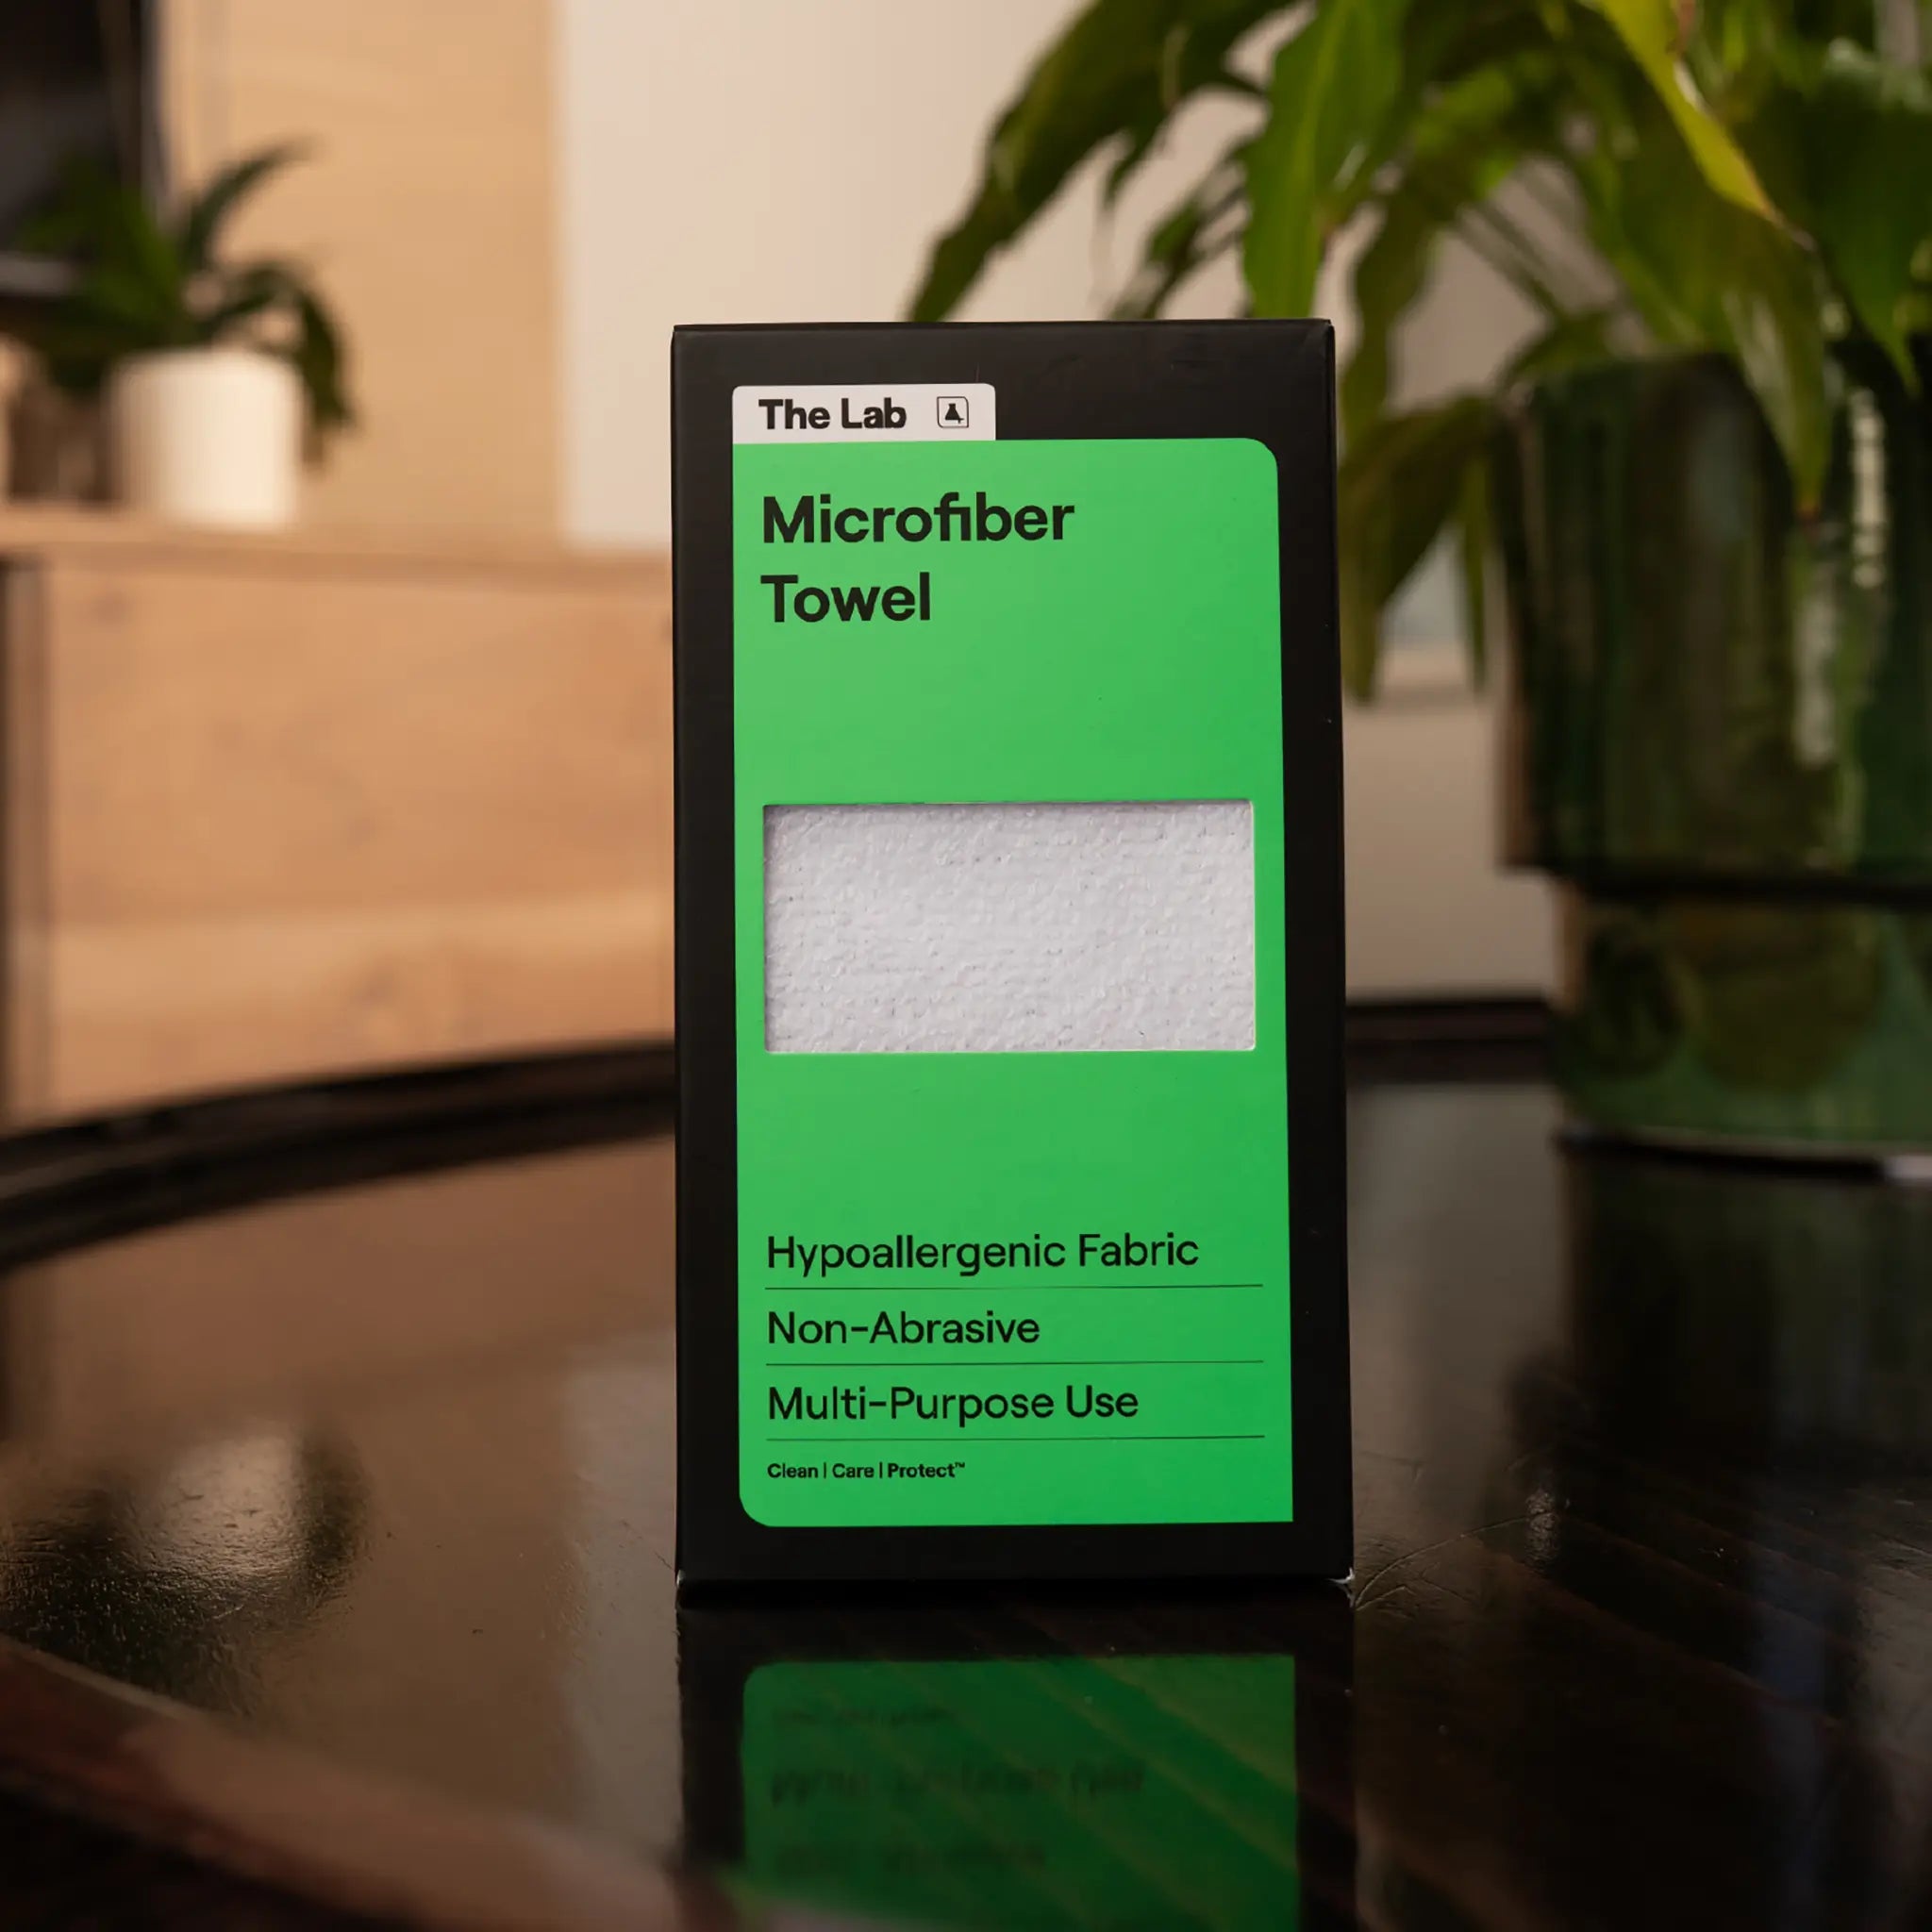 The Lab
Microfiber
Towel
Hypoallergenic Fabric
Non-Abrasive
Multi-Purpose Use
Clean | Care | Protect™